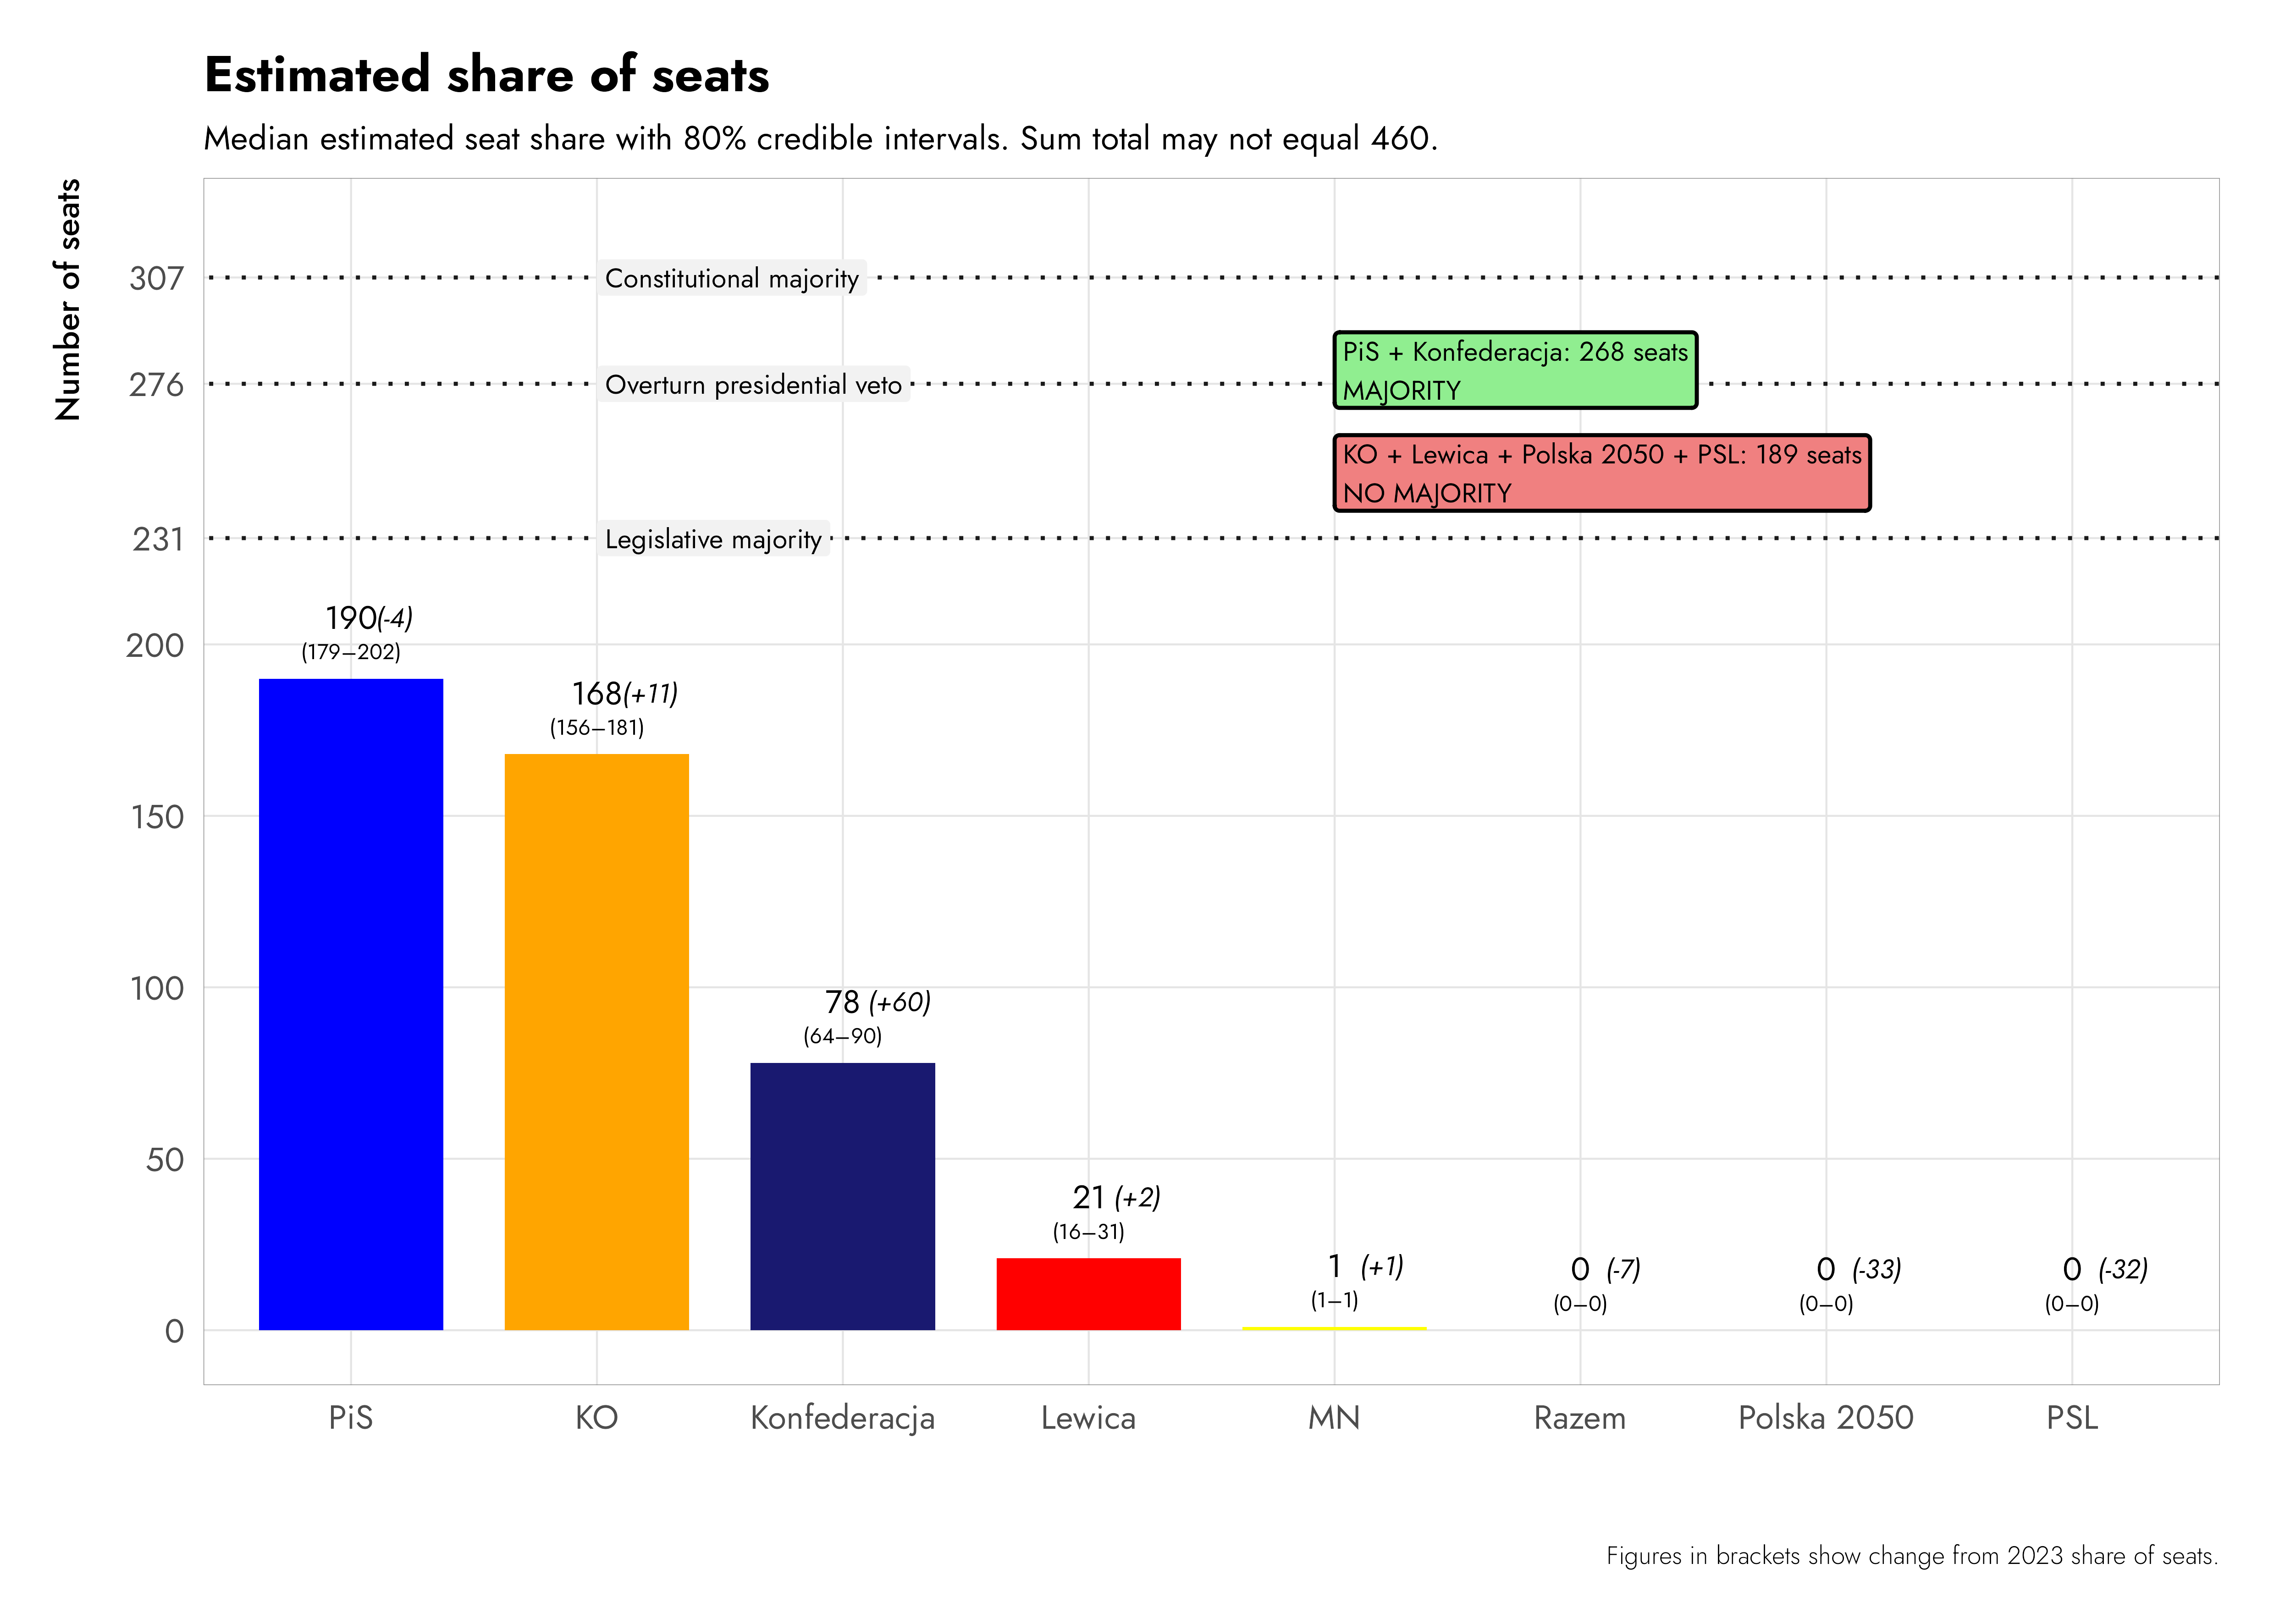 Estimated share of seats
Median estimated seat share with 80% credible intervals. Sum total may not equal 460.
Number of seats
307
Constitutional majority
PiS + Konfederacja: 268 seats
MAJORITY
276
Overturn presidential veto
KO + Lewica + Polska 2050 + PSL: 189 seats
NO MAJORITY
231
Legislative majority
200
150
100
50
0
190(-4)
(179–202)
168(+11)
(156–181)
78 (+60)
(64–90)
21 (+2)
(16–31)
1 (+1)
(1–1)
0 (-7)
(0–0)
0 (-33)
(0–0)
0 (-32)
(0–0)
PiS
KO
Konfederacja
Lewica
MN
Razem
Polska 2050
PSL
Figures in brackets show change from 2023 share of seats.